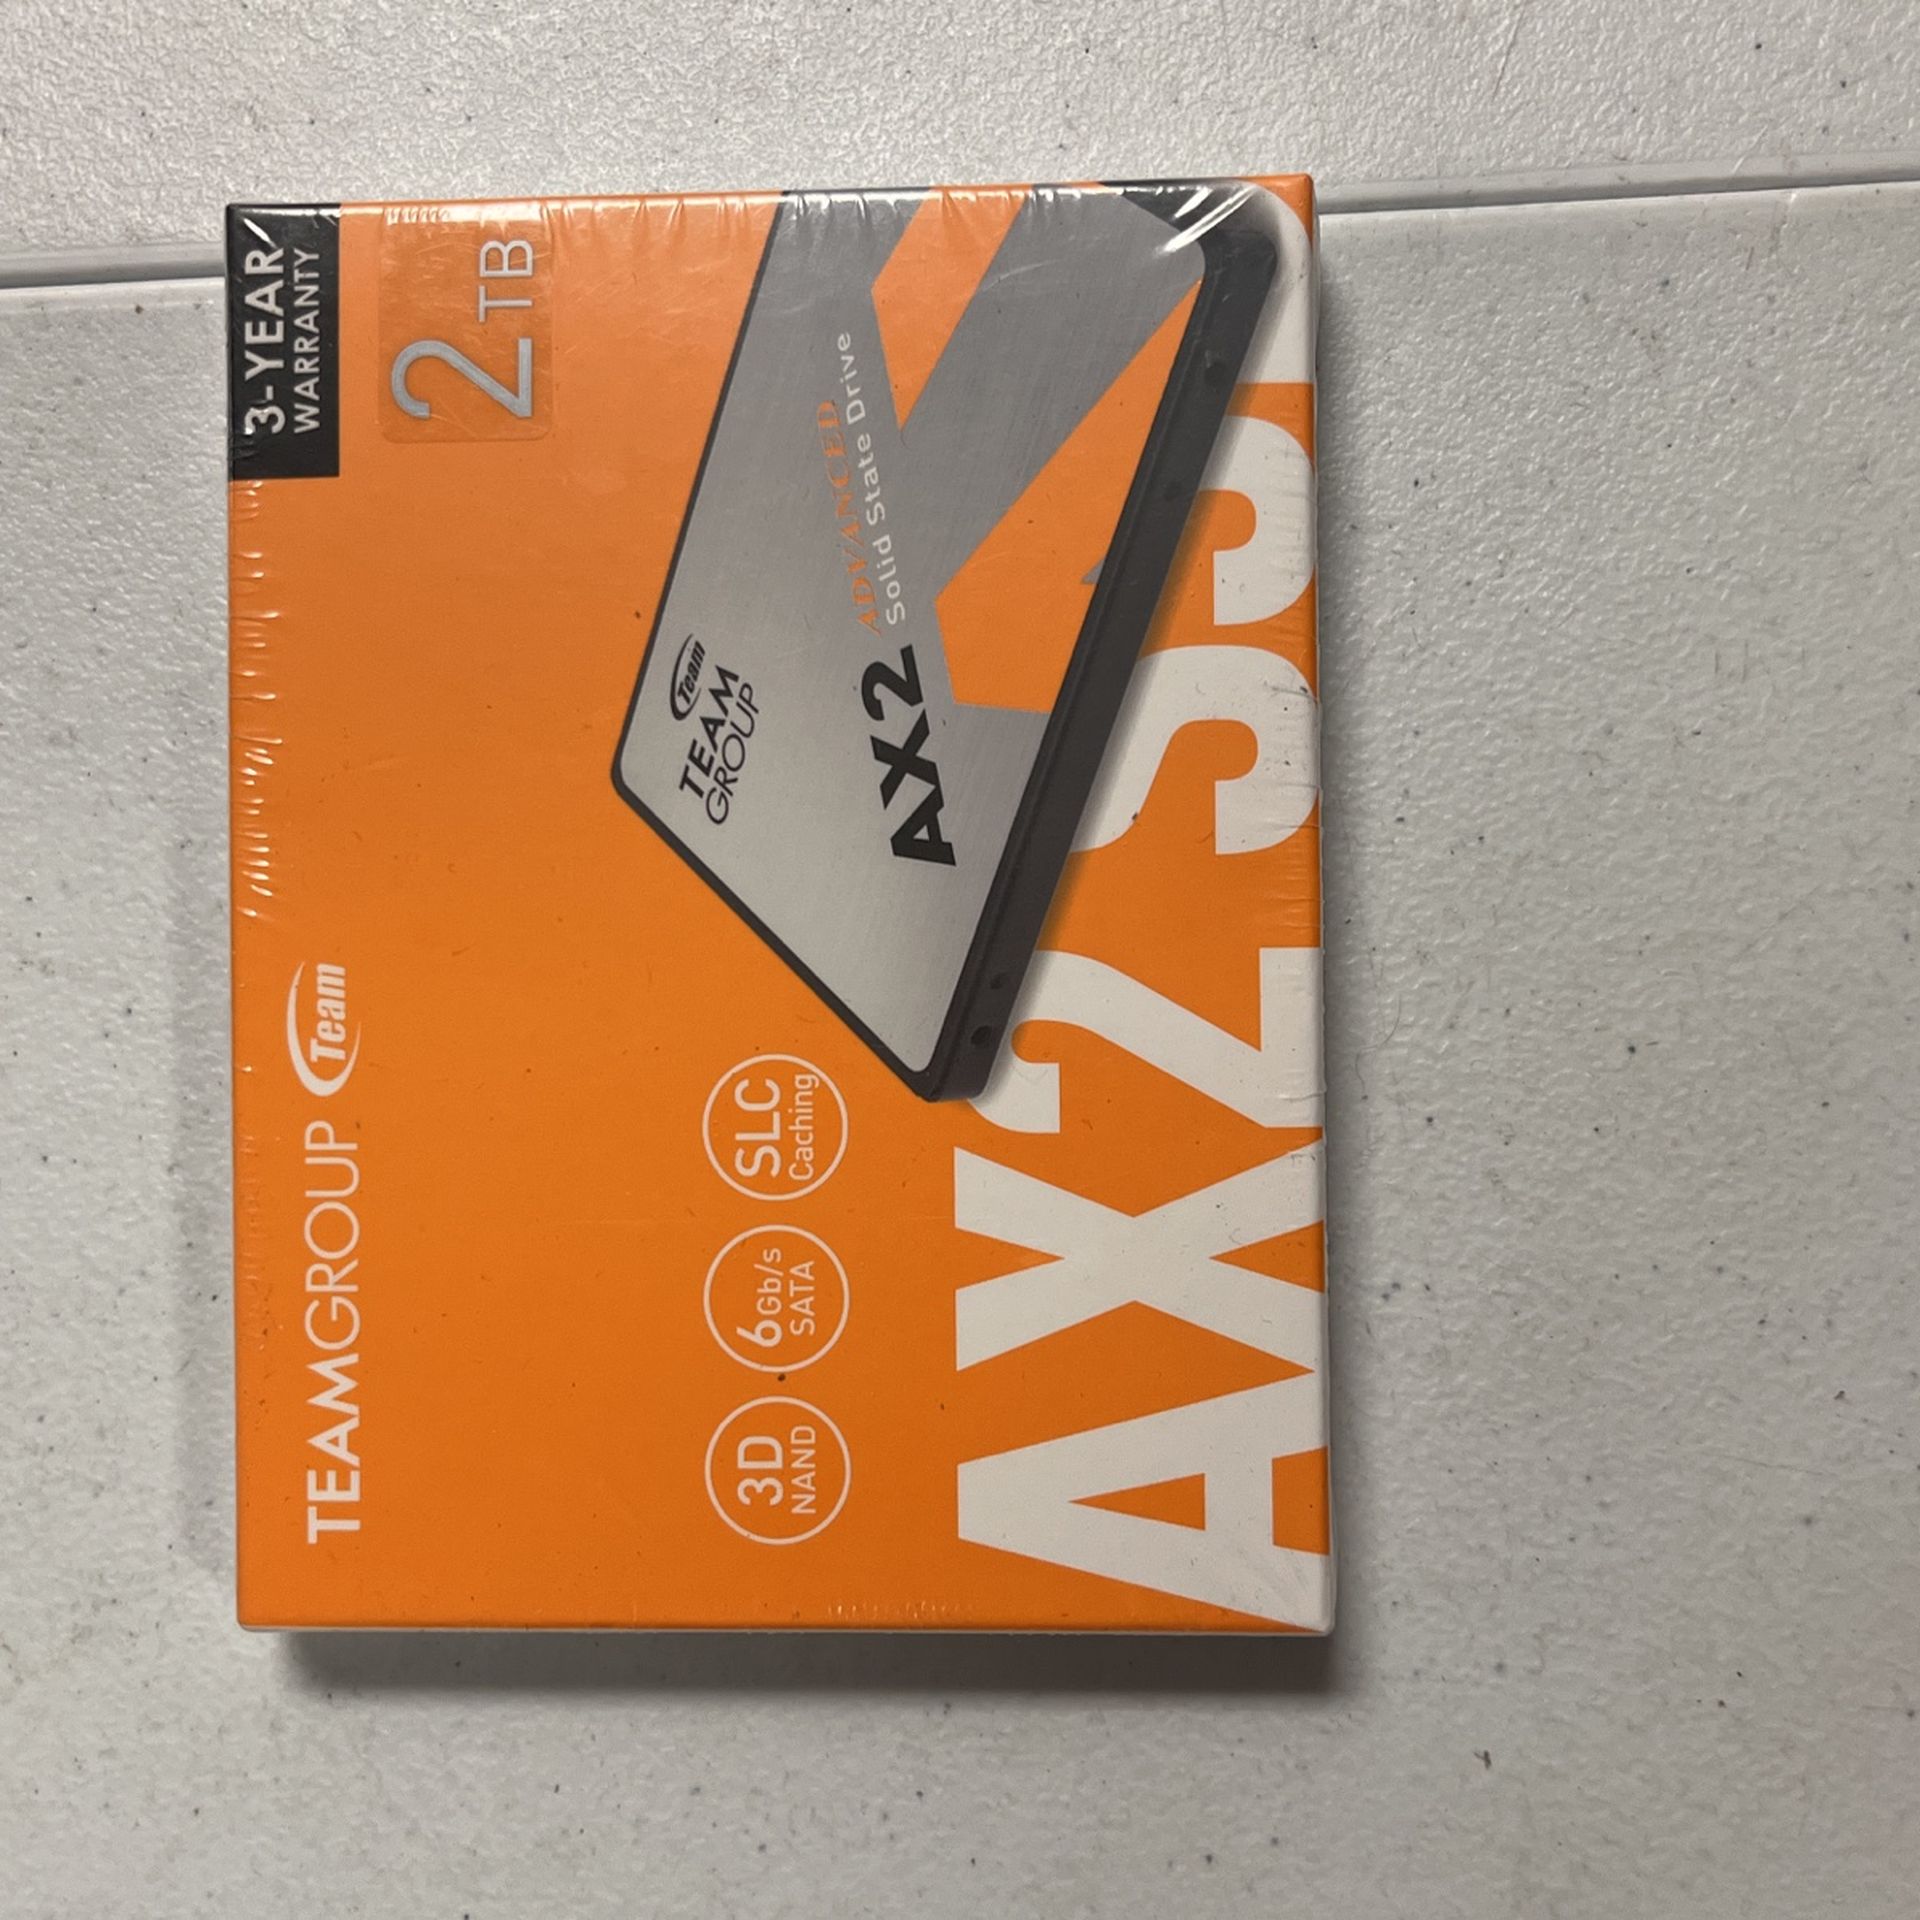 TEAMGROUP Team
3-YEAR
WARRANTY
2 TB
Team
TEAM
GROUP
AX2 ADVANCED
Solid State Drive
3D
NAND
6Gb/s
SATA
SLC
Caching
AX2